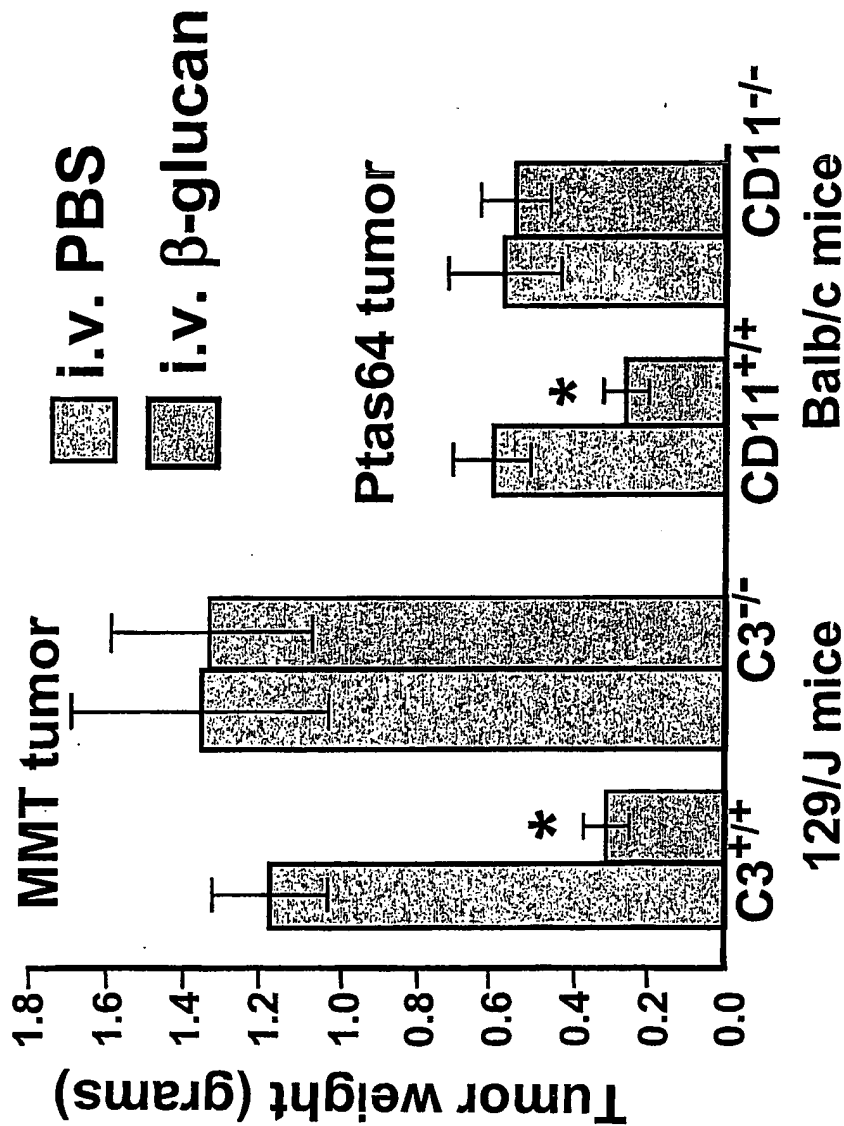 MMT tumor
i.v. PBS
i.v. β-glucan
Ptas64 tumor
Tumor weight (grams)
1.8
1.6
1.4
1.2
1.0
0.8
0.6
0.4
0.2
0.0
*
*
C3+/+
C3-/-
CD11+/+
CD11-/-
129/J mice
Balb/c mice